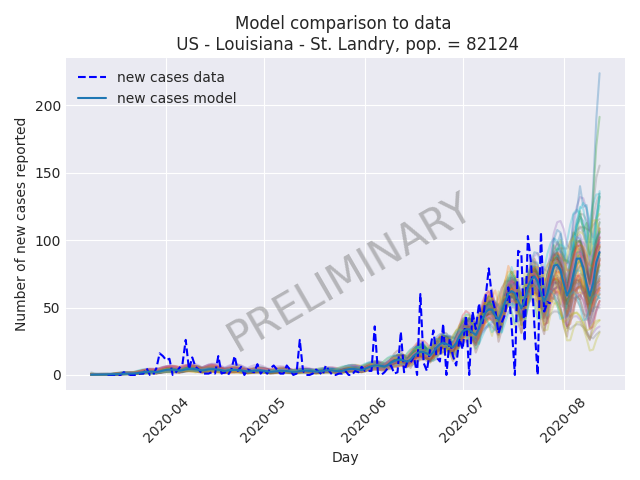 Model comparison to data
US - Louisiana - St. Landry, pop. = 82124
new cases data
new cases model
PRELIMINARY
Number of new cases reported
200
150
100
50
0
2020-04
2020-05
2020-06
2020-07
2020-08
Day